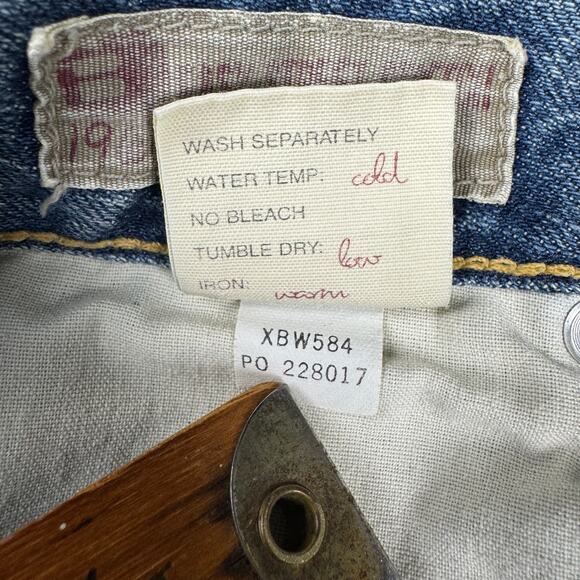 19
WASH SEPARATELY
WATER TEMP: cold
NO BLEACH
TUMBLE DRY: low
IRON: warm
XBW584
PO 228017